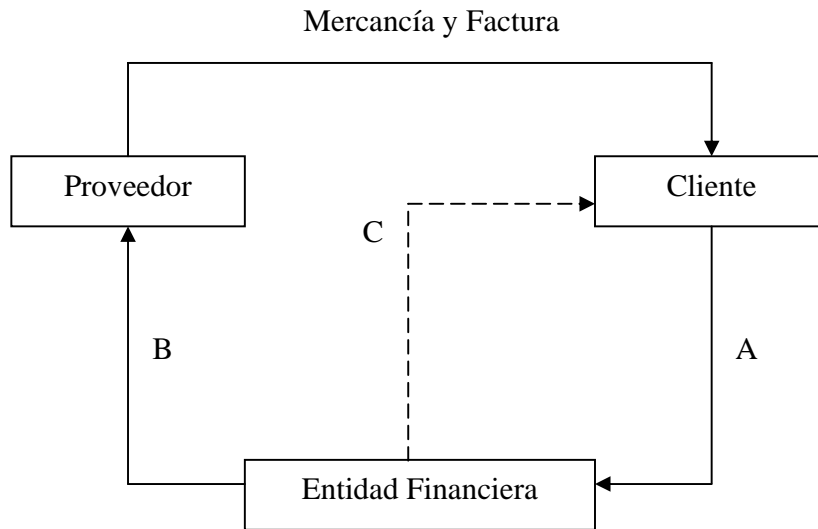 Mercancía y Factura
Proveedor
Cliente
C
B
A
Entidad Financiera